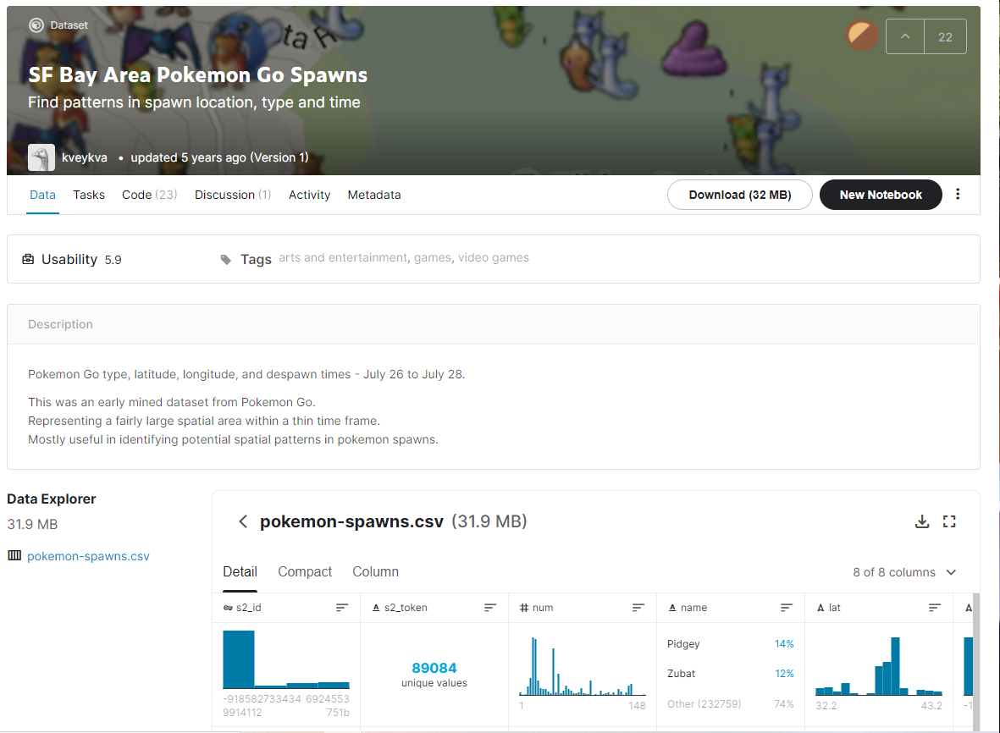 Dataset
ta R
22
SF Bay Area Pokemon Go Spawns
Find patterns in spawn location, type and time
kveykva • updated 5 years ago (Version 1)
Data Tasks Code (23) Discussion (1) Activity Metadata Download (32 MB) New Notebook
Usability 5.9 Tags arts and entertainment, games, video games
Description
Pokemon Go type, latitude, longitude, and despawn times - July 26 to July 28.
This was an early mined dataset from Pokemon Go.
Representing a fairly large spatial area within a thin time frame.
Mostly useful in identifying potential spatial patterns in pokemon spawns.
Data Explorer
31.9 MB
pokemon-spawns.csv
pokemon-spawns.csv (31.9 MB)
Detail Compact Column 8 of 8 columns
s2_id s2_token # num A name A lat A
-918582733434 6924553
9914112 751b
89084
unique values
1 148
Pidgey 14%
Zubat 12%
Other (232759) 74%
32.2 43.2
-1